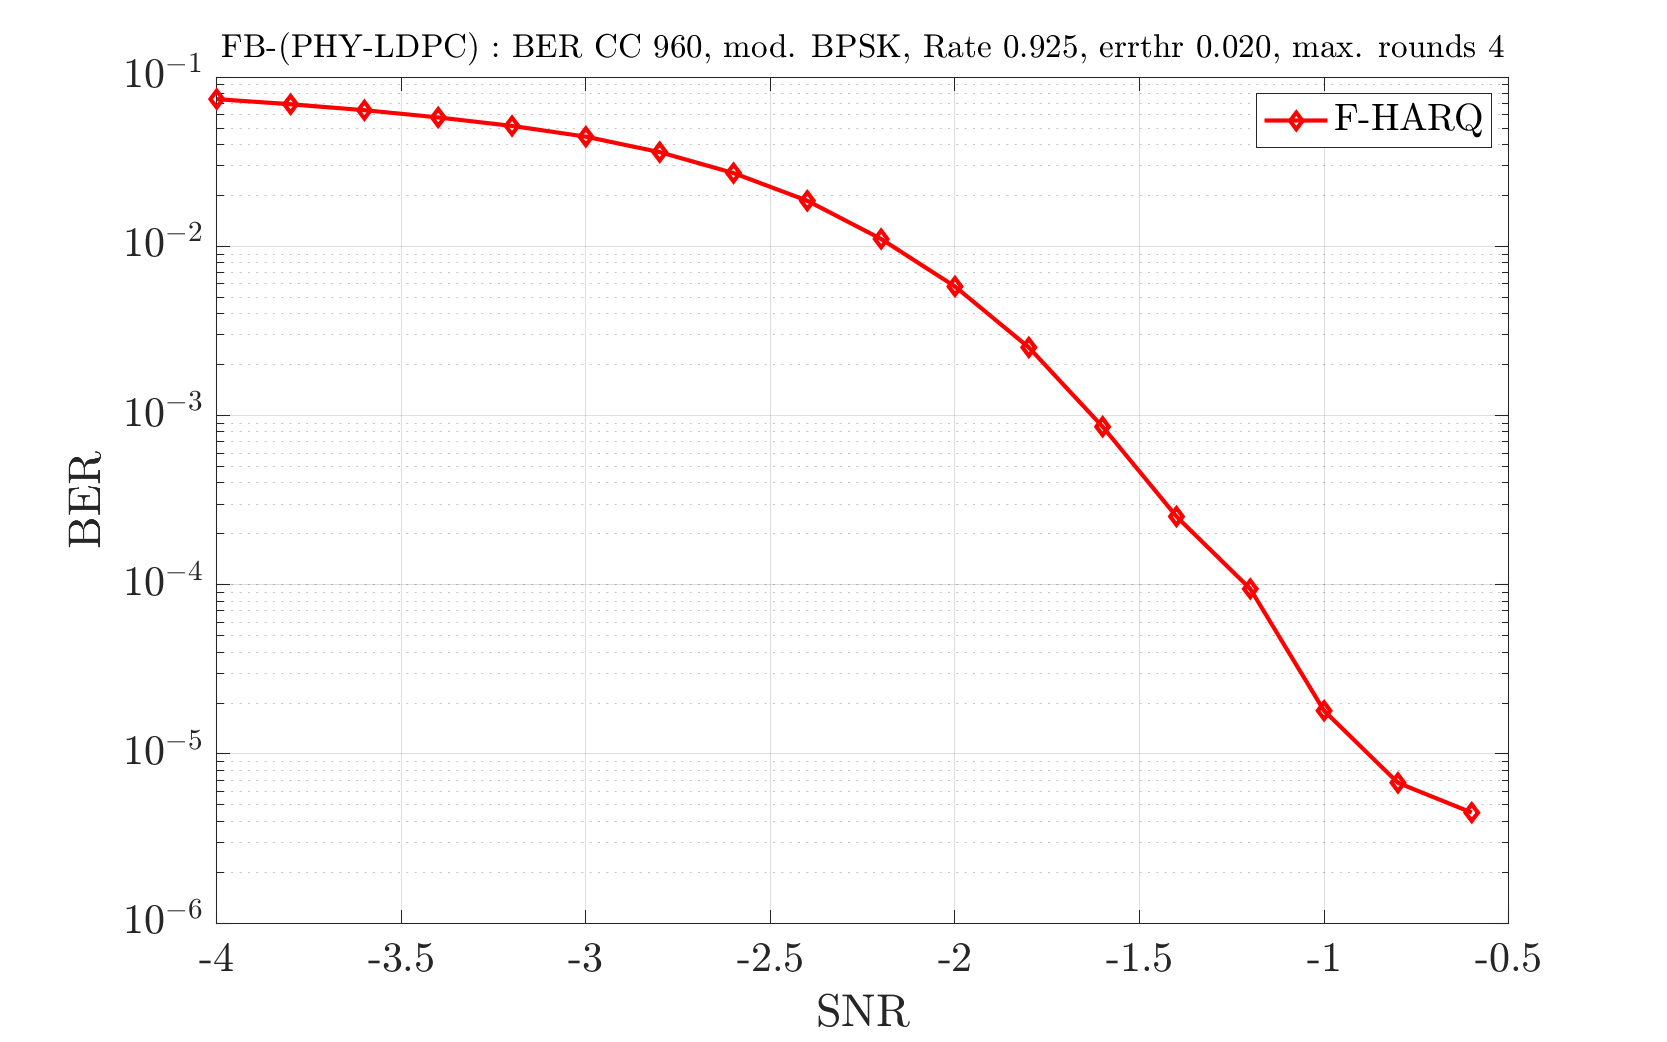 FB-(PHY-LDPC) : BER CC 960, mod. BPSK, Rate 0.925, errthr 0.020, max. rounds 4
F-HARQ
10^{-1}
10^{-2}
10^{-3}
10^{-4}
10^{-5}
10^{-6}
BER
-4 -3.5 -3 -2.5 -2 -1.5 -1 -0.5
SNR